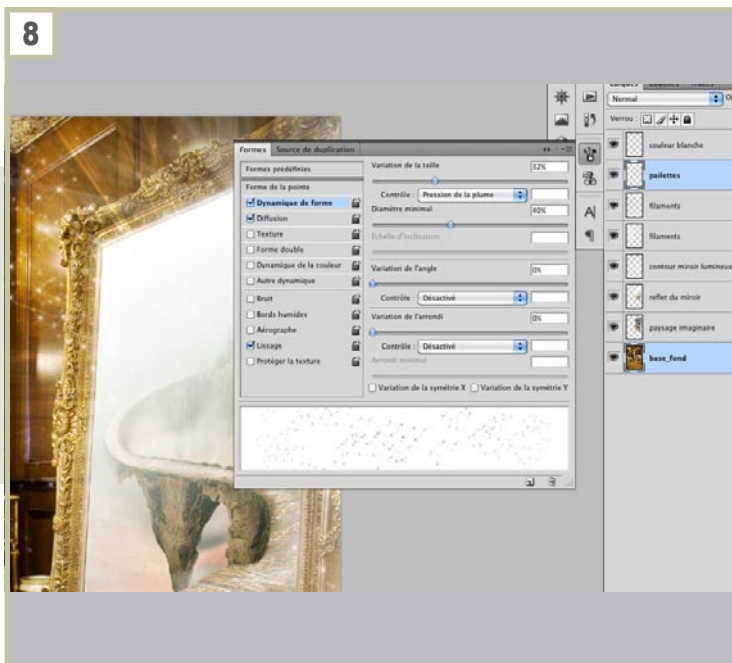 8
Normal
Verrou :
Formes Source de duplication
Formes prédéfinies
Forme de la pointe
Dynamique de forme
Diffusion
Texture
Forme double
Dynamique de la couleur
Autre dynamique
Bruit
Bords humides
Aérographe
Lissage
Protéger la texture
Variation de la taille 32%
Contrôle : Pression de la plume
Diamètre minimal 40%
Echelle d'inclinaison
Variation de l'angle 0%
Contrôle : Désactivé
Variation de l'arrondi 0%
Contrôle : Désactivé
Arrondi minimal
Variation de la symétrie X Variation de la symétrie Y
couleur blanche
pailettes
filaments
filaments
contour miroir lumineux
reflet du miroir
paysage imaginaire
base_fond